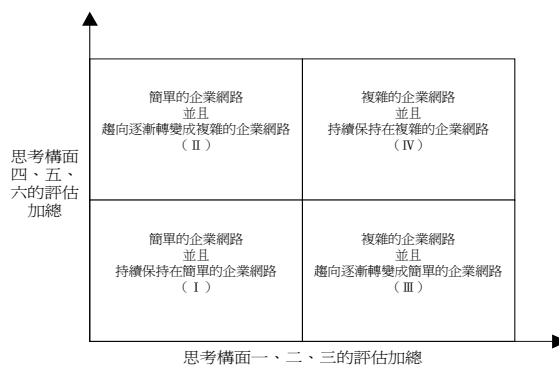 簡單的企業網路
並且
趨向逐漸轉變成複雜的企業網路
(Ⅱ)
複雜的企業網路
並且
持續保持在複雜的企業網路
(Ⅳ)
思考構面
四、五、
六的評估
加總
簡單的企業網路
並且
持續保持在簡單的企業網路
(Ⅰ)
複雜的企業網路
並且
趨向逐漸轉變成簡單的企業網路
(Ⅲ)
思考構面一、二、三的評估加總